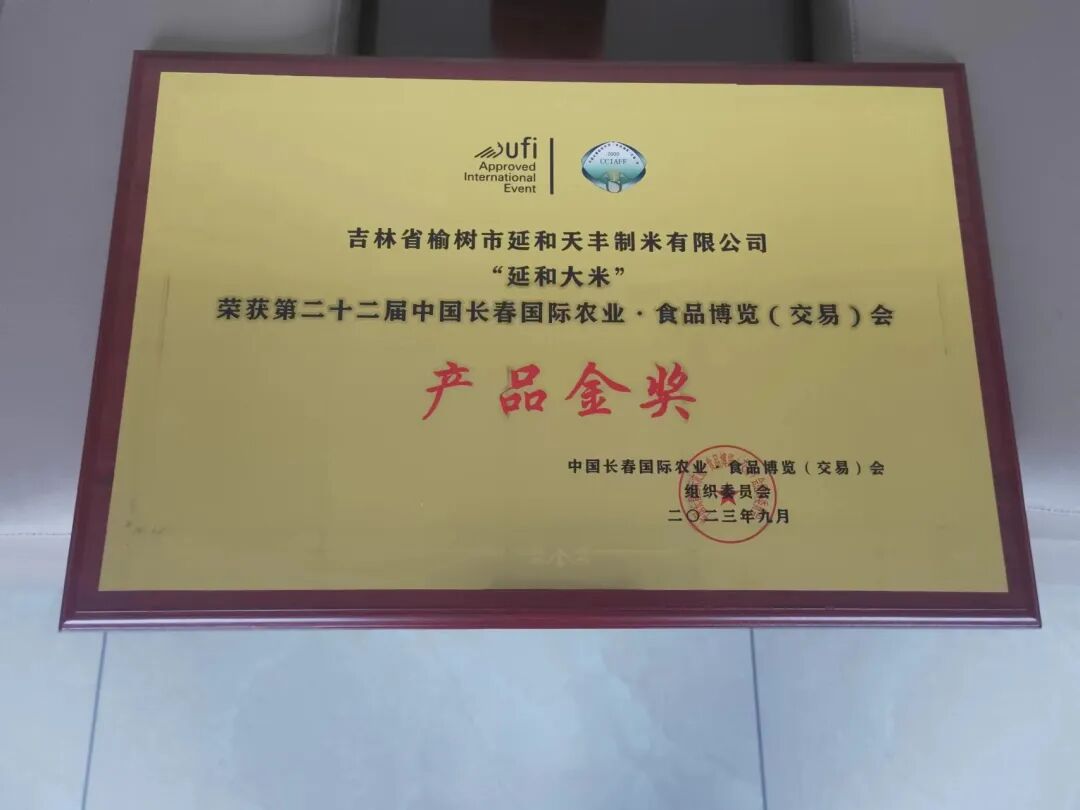 ufi
Approved
International
Event
CCIAFF
吉林省榆树市延和天丰制米有限公司
“延和大米”
荣获第二十二届中国长春国际农业·食品博览（交易）会
产品金奖
中国长春国际农业 食品博览（交易）会
组织委员会
二〇二三年九月